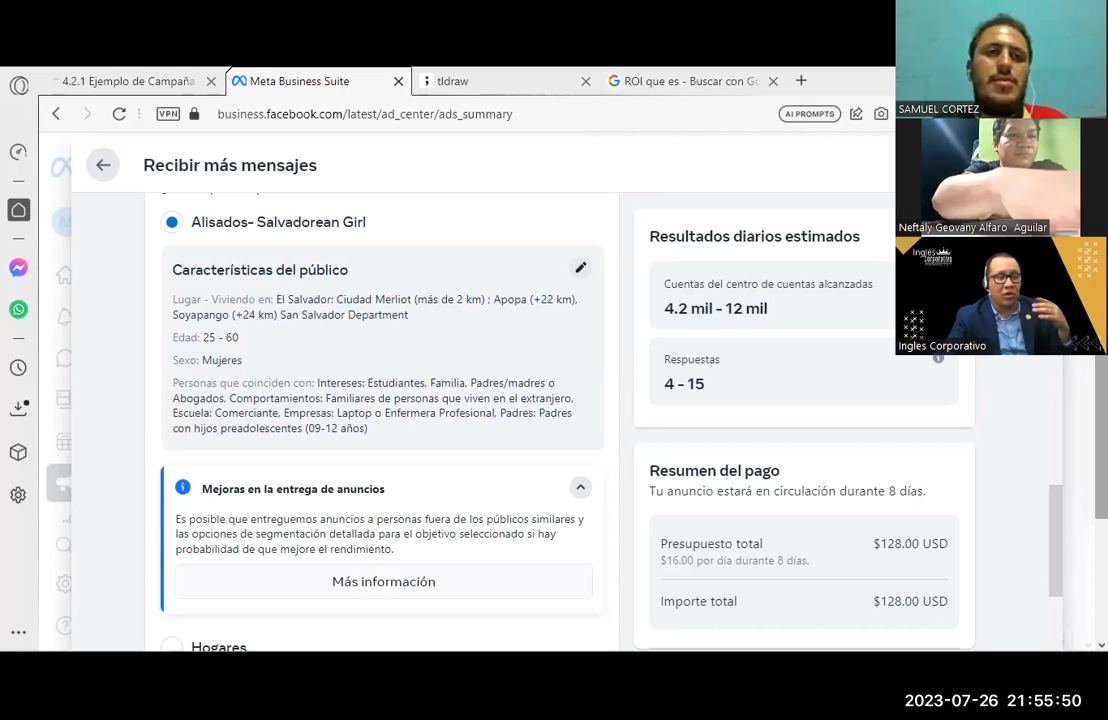 4.2.1 Ejemplo de Campaña
Meta Business Suite
tldraw
ROI que es - Buscar con Go
VPN
business.facebook.com/latest/ad_center/ads_summary
AI PROMPTS
Recibir más mensajes
Alisados- Salvadorean Girl
Características del público
Lugar - Viviendo en: El Salvador: Ciudad Merliot (más de 2 km) ; Apopa (+22 km),
Soyapango (+24 km) San Salvador Department
Edad: 25 - 60
Sexo: Mujeres
Personas que coinciden con: Intereses: Estudiantes, Familia, Padres/madres o
Abogados, Comportamientos: Familiares de personas que viven en el extranjero,
Escuela: Comerciante, Empresas: Laptop o Enfermera Profesional, Padres: Padres
con hijos preadolescentes (09-12 años)
Mejoras en la entrega de anuncios
Es posible que entreguemos anuncios a personas fuera de los públicos similares y
las opciones de segmentación detallada para el objetivo seleccionado si hay
probabilidad de que mejore el rendimiento.
Más información
Hogares
Resultados diarios estimados
Cuentas del centro de cuentas alcanzadas
4.2 mil - 12 mil
Respuestas
4 - 15
Resumen del pago
Tu anuncio estará en circulación durante 8 días.
Presupuesto total $128.00 USD
$16.00 por día durante 8 días.
Importe total $128.00 USD
SAMUEL CORTEZ
Neftaly Geovany Alfaro Aguilar
Inglés
Corporativo
Ingles Corporativo
2023-07-26 21:55:50